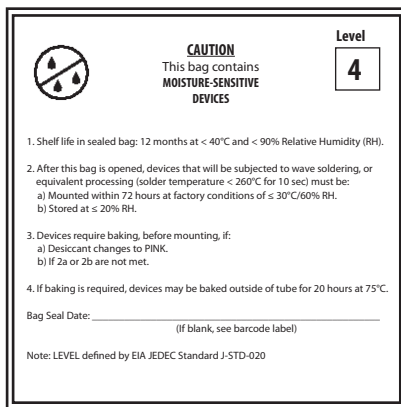 Level
4
CAUTION
This bag contains
MOISTURE-SENSITIVE
DEVICES
1. Shelf life in sealed bag: 12 months at < 40°C and < 90% Relative Humidity (RH).
2. After this bag is opened, devices that will be subjected to wave soldering, or
equivalent processing (solder temperature < 260°C for 10 sec) must be:
a) Mounted within 72 hours at factory conditions of ≤ 30°C/60% RH.
b) Stored at ≤ 20% RH.
3. Devices require baking, before mounting, if:
a) Desiccant changes to PINK.
b) If 2a or 2b are not met.
4. If baking is required, devices may be baked outside of tube for 20 hours at 75°C.
Bag Seal Date: ______________________________
(If blank, see barcode label)
Note: LEVEL defined by EIA JEDEC Standard J-STD-020